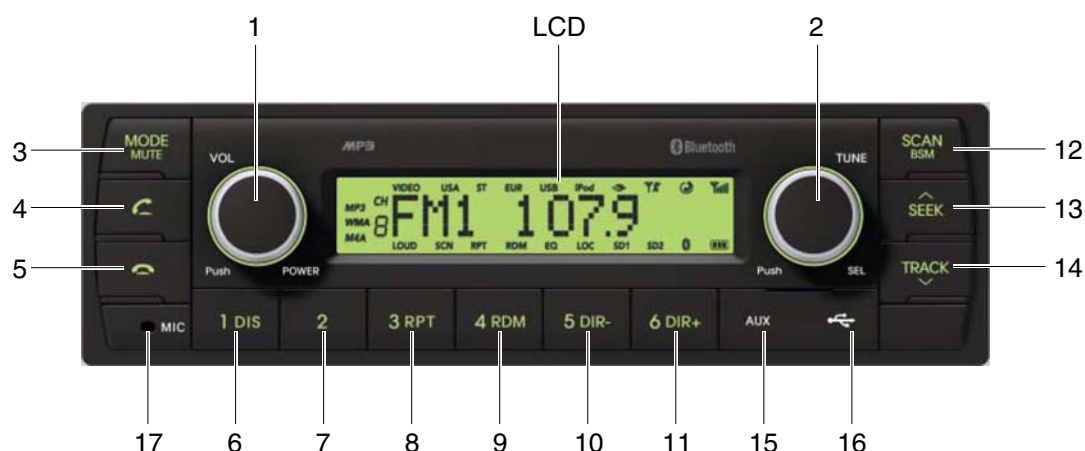 1 LCD 2
3 MODE MUTE
VOL
MP3
Bluetooth
TUNE
SCAN BSM 12
4
VIDEO USA ST EUR USB iPod
MP3 CH
WMA 8 FM1 107.9
M4A
LOUD SCN RPT RDM EQ LOC SD1 SD2
SEEK 13
5
Push POWER
Push SEL
TRACK 14
MIC
1 DIS
2
3 RPT
4 RDM
5 DIR-
6 DIR+
AUX
17 6 7 8 9 10 11 15 16